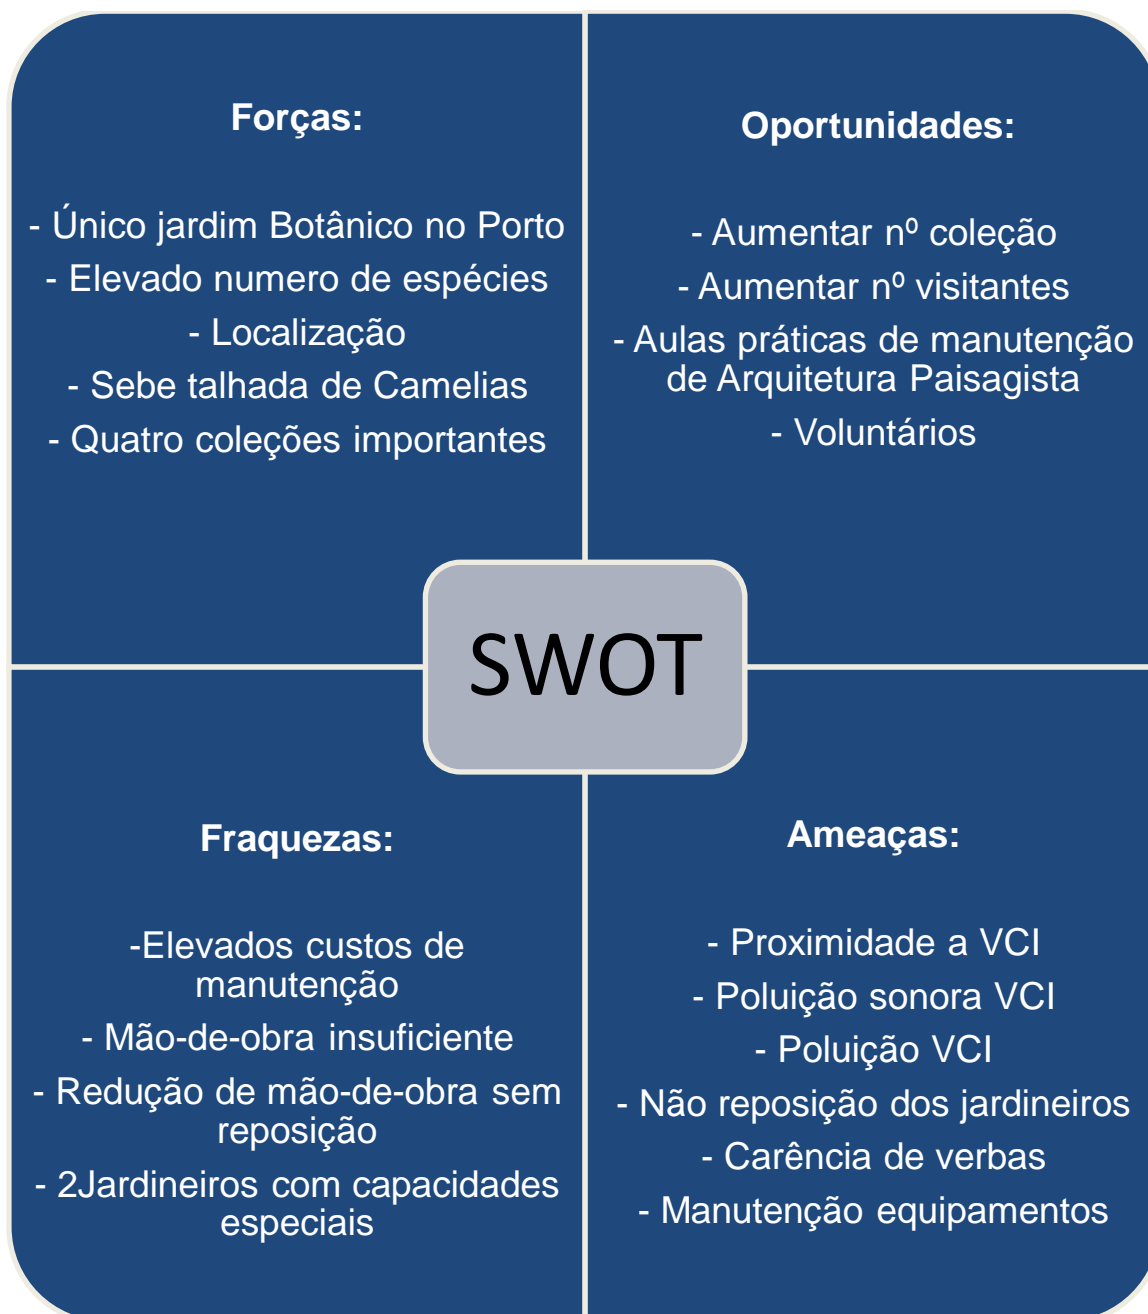 Forças:
- Único jardim Botânico no Porto
- Elevado numero de espécies
- Localização
- Sebe talhada de Camelias
- Quatro coleções importantes
Oportunidades:
- Aumentar nº coleção
- Aumentar nº visitantes
- Aulas práticas de manutenção
de Arquitetura Paisagista
- Voluntários
SWOT
Fraquezas:
-Elevados custos de
manutenção
- Mão-de-obra insuficiente
- Redução de mão-de-obra sem
reposição
- 2Jardineiros com capacidades
especiais
Ameaças:
- Proximidade a VCI
- Poluição sonora VCI
- Poluição VCI
- Não reposição dos jardineiros
- Carência de verbas
- Manutenção equipamentos